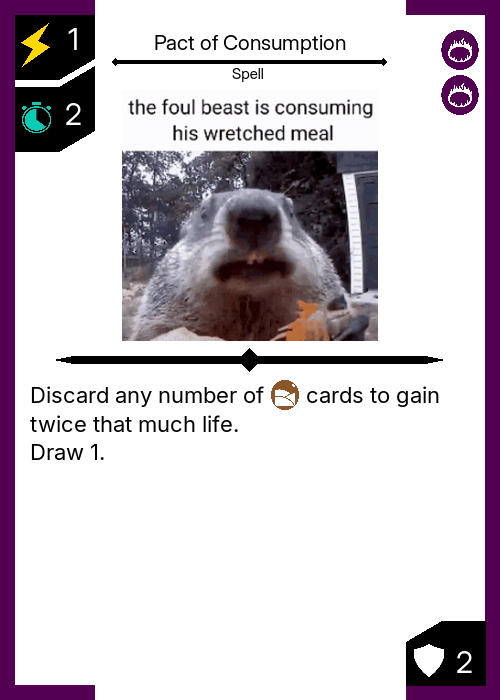 1
Pact of Consumption
Spell
2
the foul beast is consuming
his wretched meal
Discard any number of cards to gain
twice that much life.
Draw 1.
2